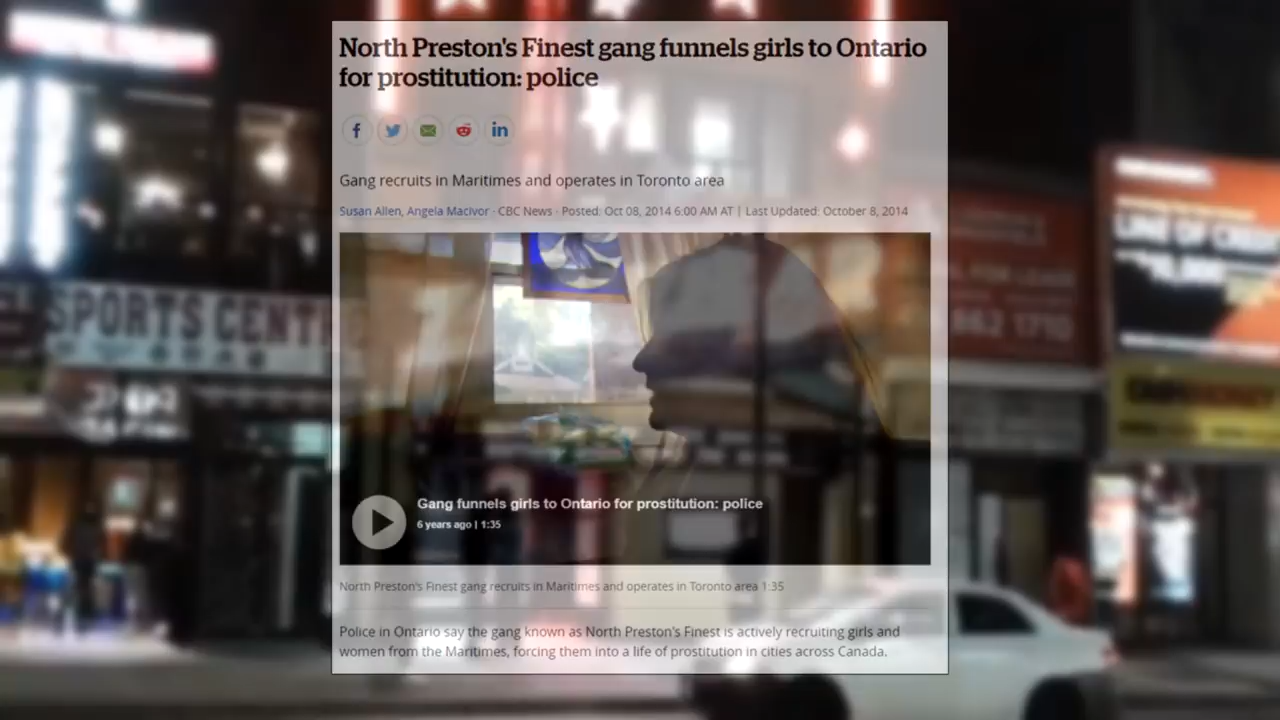 North Preston's Finest gang funnels girls to Ontario
for prostitution: police
Gang recruits in Maritimes and operates in Toronto area
Susan Allen, Angela Macivor · CBC News · Posted: Oct 08, 2014 6:00 AM AT | Last Updated: October 8, 2014
SPORTS CENT
LINE OF CREDIT
FOR LEASE
862 1710
Gang funnels girls to Ontario for prostitution: police
6 years ago | 1:35
North Preston's Finest gang recruits in Maritimes and operates in Toronto area 1:35
Police in Ontario say the gang known as North Preston's Finest is actively recruiting girls and
women from the Maritimes, forcing them into a life of prostitution in cities across Canada.